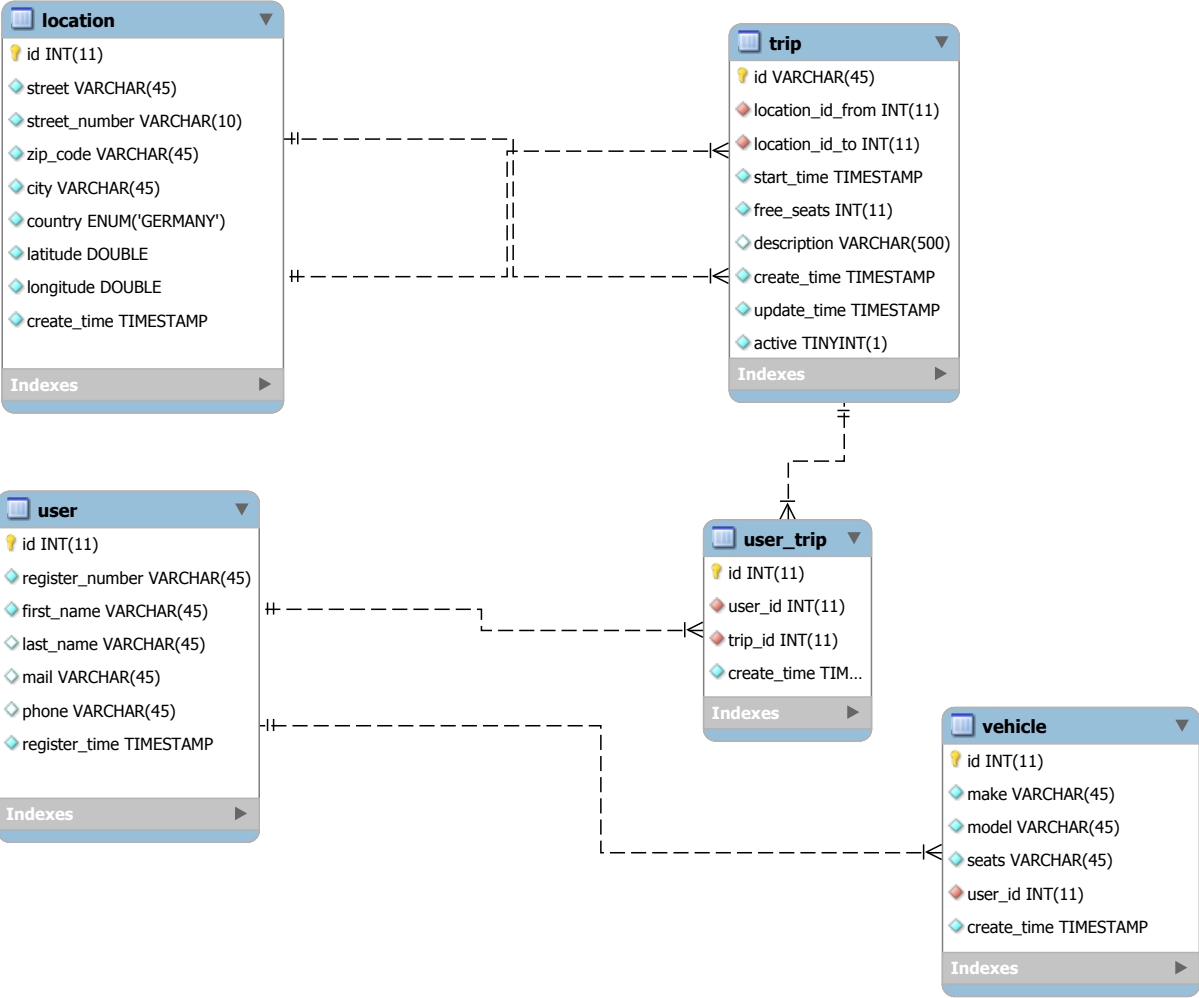 location
id INT(11)
street VARCHAR(45)
street_number VARCHAR(10)
zip_code VARCHAR(45)
city VARCHAR(45)
country ENUM('GERMANY')
latitude DOUBLE
longitude DOUBLE
create_time TIMESTAMP
Indexes
trip
id VARCHAR(45)
location_id_from INT(11)
location_id_to INT(11)
start_time TIMESTAMP
free_seats INT(11)
description VARCHAR(500)
create_time TIMESTAMP
update_time TIMESTAMP
active TINYINT(1)
Indexes
user
id INT(11)
register_number VARCHAR(45)
first_name VARCHAR(45)
last_name VARCHAR(45)
mail VARCHAR(45)
phone VARCHAR(45)
register_time TIMESTAMP
Indexes
user_trip
id INT(11)
user_id INT(11)
trip_id INT(11)
create_time TIM...
Indexes
vehicle
id INT(11)
make VARCHAR(45)
model VARCHAR(45)
seats VARCHAR(45)
user_id INT(11)
create_time TIMESTAMP
Indexes